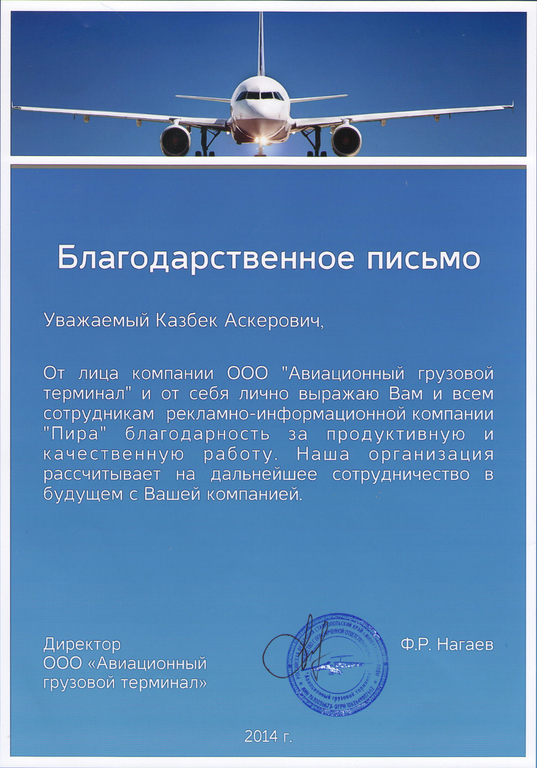 Благодарственное письмо
Уважаемый Казбек Аскерович,
От лица компании ООО "Авиационный грузовой
терминал" и от себя лично выражаю Вам и всем
сотрудникам рекламно-информационной компании
"Пира" благодарность за продуктивную и
качественную работу. Наша организация
рассчитывает на дальнейшее сотрудничество в
будущем с Вашей компанией.
Директор
ООО «Авиационный
грузовой терминал»
Ф.Р. Нагаев
2014 г.